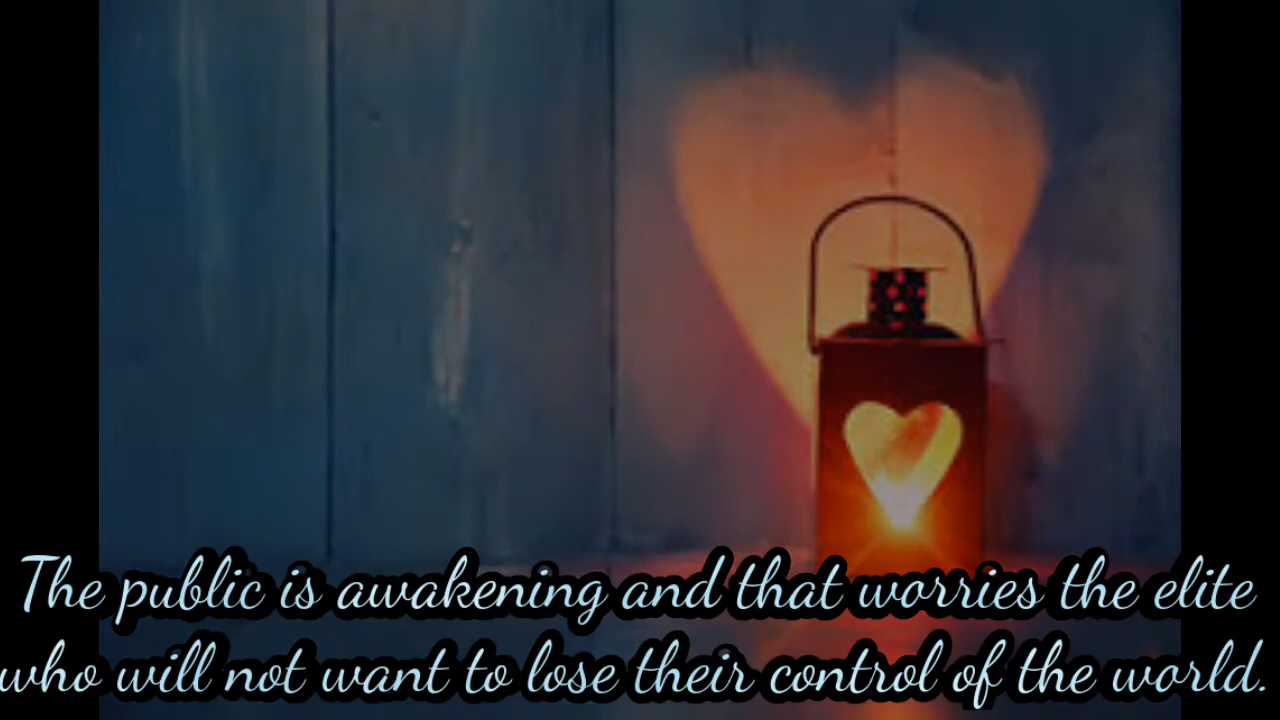 The public is awakening and that worries the elite
who will not want to lose their control of the world.